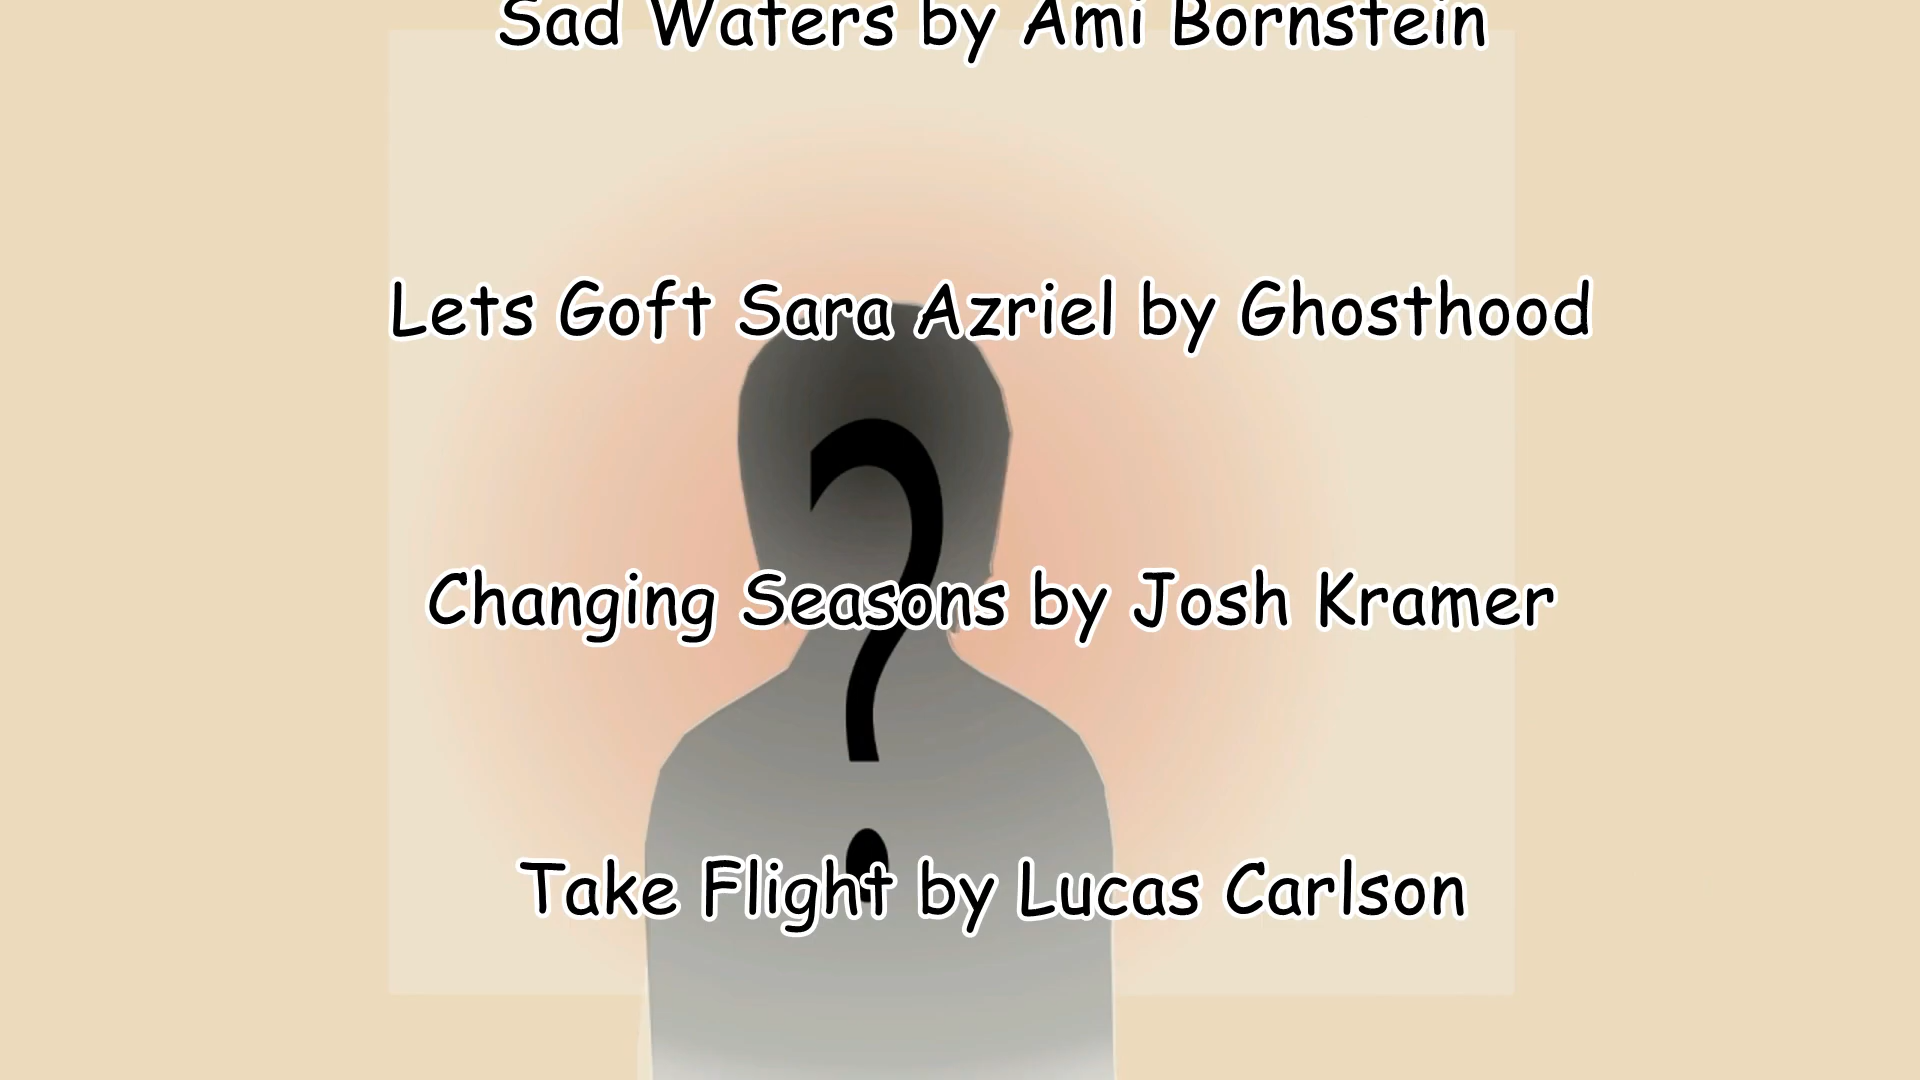 Sad Waters by Ami Bornstein
Lets Goft Sara Azriel by Ghosthood
Changing Seasons by Josh Kramer
?
Take Flight by Lucas Carlson